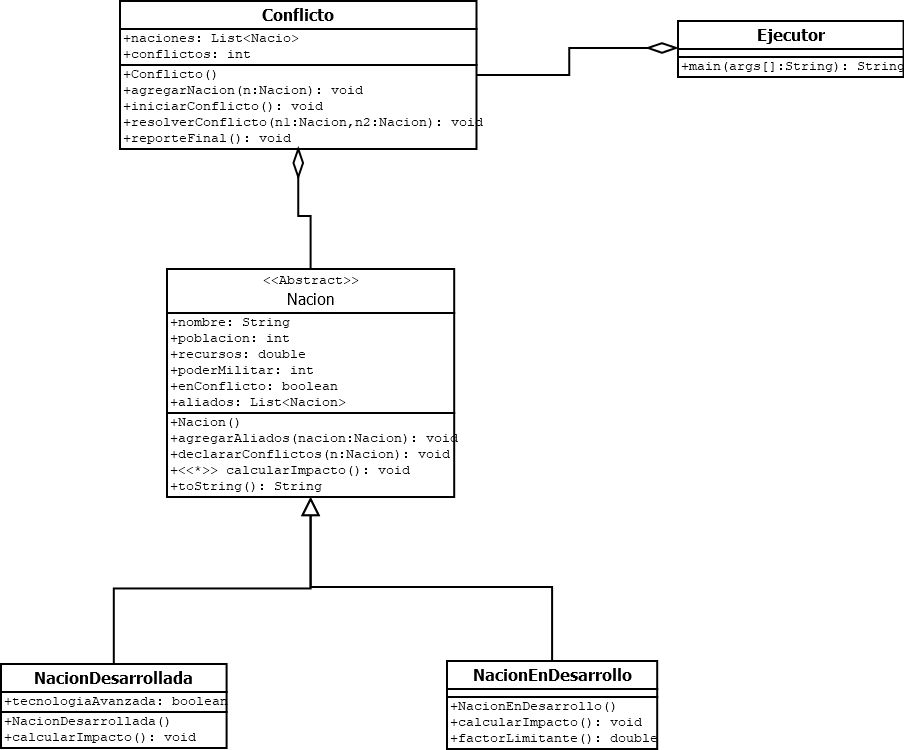 Conflicto
+naciones: List<Nacio>
+conflictos: int
+Conflicto()
+agregarNacion(n:Nacion): void
+iniciarConflicto(): void
+resolverConflicto(n1:Nacion,n2:Nacion): void
+reporteFinal(): void
Ejecutor
+main(args[]:String): String
<<Abstract>>
Nacion
+nombre: String
+poblacion: int
+recursos: double
+poderMilitar: int
+enConflicto: boolean
+aliados: List<Nacion>
+Nacion()
+agregarAliados(nacion:Nacion): void
+declararConflictos(n:Nacion): void
+<<*>> calcularImpacto(): void
+toString(): String
NacionDesarrollada
+tecnologiaAvanzada: boolean
+NacionDesarrollada()
+calcularImpacto(): void
NacionEnDesarrollo
+NacionEnDesarrollo()
+calcularImpacto(): void
+factorLimitante(): double